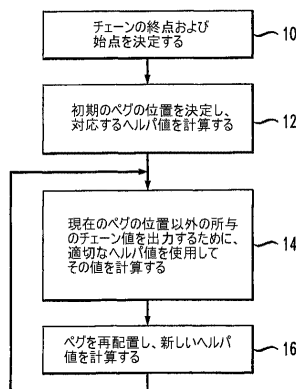 チェーンの終点および
始点を決定する
10
初期のペグの位置を決定し、
対応するヘルパ値を計算する
12
現在のペグの位置以外の所与
のチェーン値を出力するために、
適切なヘルパ値を使用して
その値を計算する
14
ペグを再配置し、新しいヘルパ
値を計算する
16